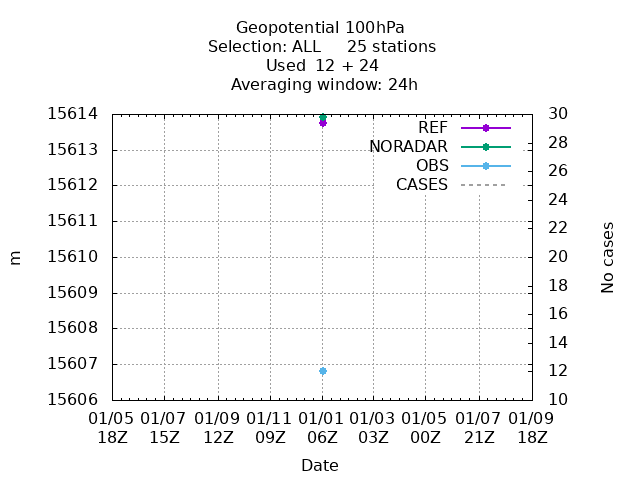 Geopotential 100hPa
Selection: ALL     25 stations
Used  12 + 24
Averaging window: 24h
15614
15613
15612
15611
15610
15609
15608
15607
15606
m
REF
NORADAR
OBS
CASES
30
28
26
24
22
20
18
16
14
12
10
No cases
01/05 01/07 01/09 01/11 01/01 01/03 01/05 01/07 01/09
18Z 15Z 12Z 09Z 06Z 03Z 00Z 21Z 18Z
Date